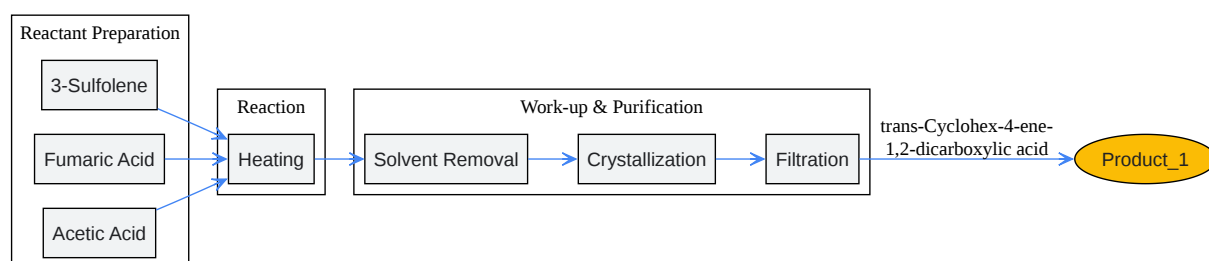 Reactant Preparation
3-Sulfolene
Fumaric Acid
Acetic Acid
Reaction
Heating
Work-up & Purification
Solvent Removal
Crystallization
Filtration
trans-Cyclohex-4-ene-
1,2-dicarboxylic acid
Product_1